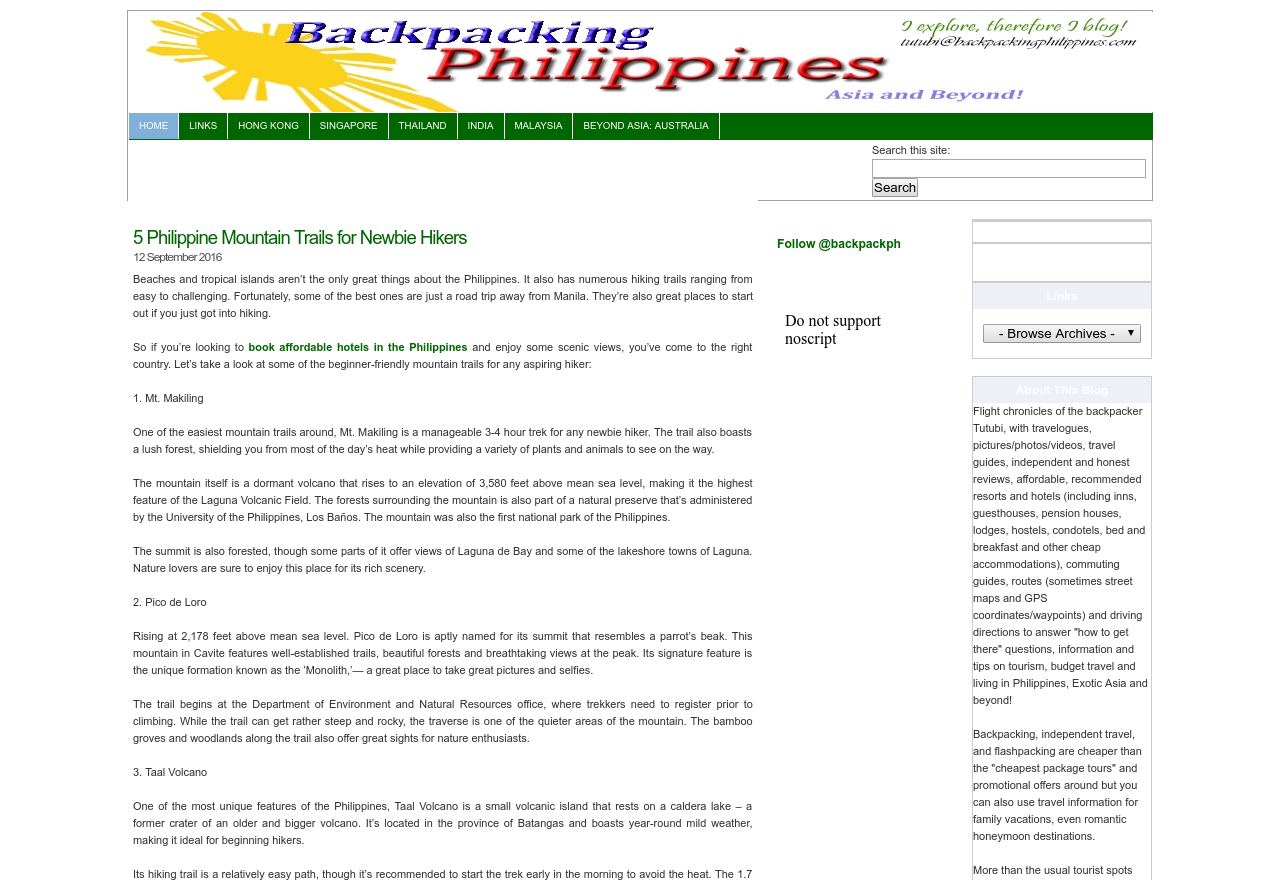 Backpacking
Philippines
Asia and Beyond!
I explore, therefore I blog!
tutubi@backpackingphilippines.com
HOME LINKS HONG KONG SINGAPORE THAILAND INDIA MALAYSIA BEYOND ASIA: AUSTRALIA
Search this site:
Search
5 Philippine Mountain Trails for Newbie Hikers
12 September 2016
Beaches and tropical islands aren’t the only great things about the Philippines. It also has numerous hiking trails ranging from
easy to challenging. Fortunately, some of the best ones are just a road trip away from Manila. They’re also great places to start
out if you just got into hiking.
So if you’re looking to book affordable hotels in the Philippines and enjoy some scenic views, you’ve come to the right
country. Let’s take a look at some of the beginner-friendly mountain trails for any aspiring hiker:
1. Mt. Makiling
One of the easiest mountain trails around, Mt. Makiling is a manageable 3-4 hour trek for any newbie hiker. The trail also boasts
a lush forest, shielding you from most of the day’s heat while providing a variety of plants and animals to see on the way.
The mountain itself is a dormant volcano that rises to an elevation of 3,580 feet above mean sea level, making it the highest
feature of the Laguna Volcanic Field. The forests surrounding the mountain is also part of a natural preserve that’s administered
by the University of the Philippines, Los Baños. The mountain was also the first national park of the Philippines.
The summit is also forested, though some parts of it offer views of Laguna de Bay and some of the lakeshore towns of Laguna.
Nature lovers are sure to enjoy this place for its rich scenery.
2. Pico de Loro
Rising at 2,178 feet above mean sea level. Pico de Loro is aptly named for its summit that resembles a parrot’s beak. This
mountain in Cavite features well-established trails, beautiful forests and breathtaking views at the peak. Its signature feature is
the unique formation known as the ‘Monolith,’— a great place to take great pictures and selfies.
The trail begins at the Department of Environment and Natural Resources office, where trekkers need to register prior to
climbing. While the trail can get rather steep and rocky, the traverse is one of the quieter areas of the mountain. The bamboo
groves and woodlands along the trail also offer great sights for nature enthusiasts.
3. Taal Volcano
One of the most unique features of the Philippines, Taal Volcano is a small volcanic island that rests on a caldera lake – a
former crater of an older and bigger volcano. It’s located in the province of Batangas and boasts year-round mild weather,
making it ideal for beginning hikers.
Its hiking trail is a relatively easy path, though it’s recommended to start the trek early in the morning to avoid the heat. The 1.7
Follow @backpackph
Do not support
noscript
Links
- Browse Archives -
About This Blog
Flight chronicles of the backpacker
Tutubi, with travelogues,
pictures/photos/videos, travel
guides, independent and honest
reviews, affordable, recommended
resorts and hotels (including inns,
guesthouses, pension houses,
lodges, hostels, condotels, bed and
breakfast and other cheap
accommodations), commuting
guides, routes (sometimes street
maps and GPS
coordinates/waypoints) and driving
directions to answer "how to get
there" questions, information and
tips on tourism, budget travel and
living in Philippines, Exotic Asia and
beyond!
Backpacking, independent travel,
and flashpacking are cheaper than
the "cheapest package tours" and
promotional offers around but you
can also use travel information for
family vacations, even romantic
honeymoon destinations.
More than the usual tourist spots